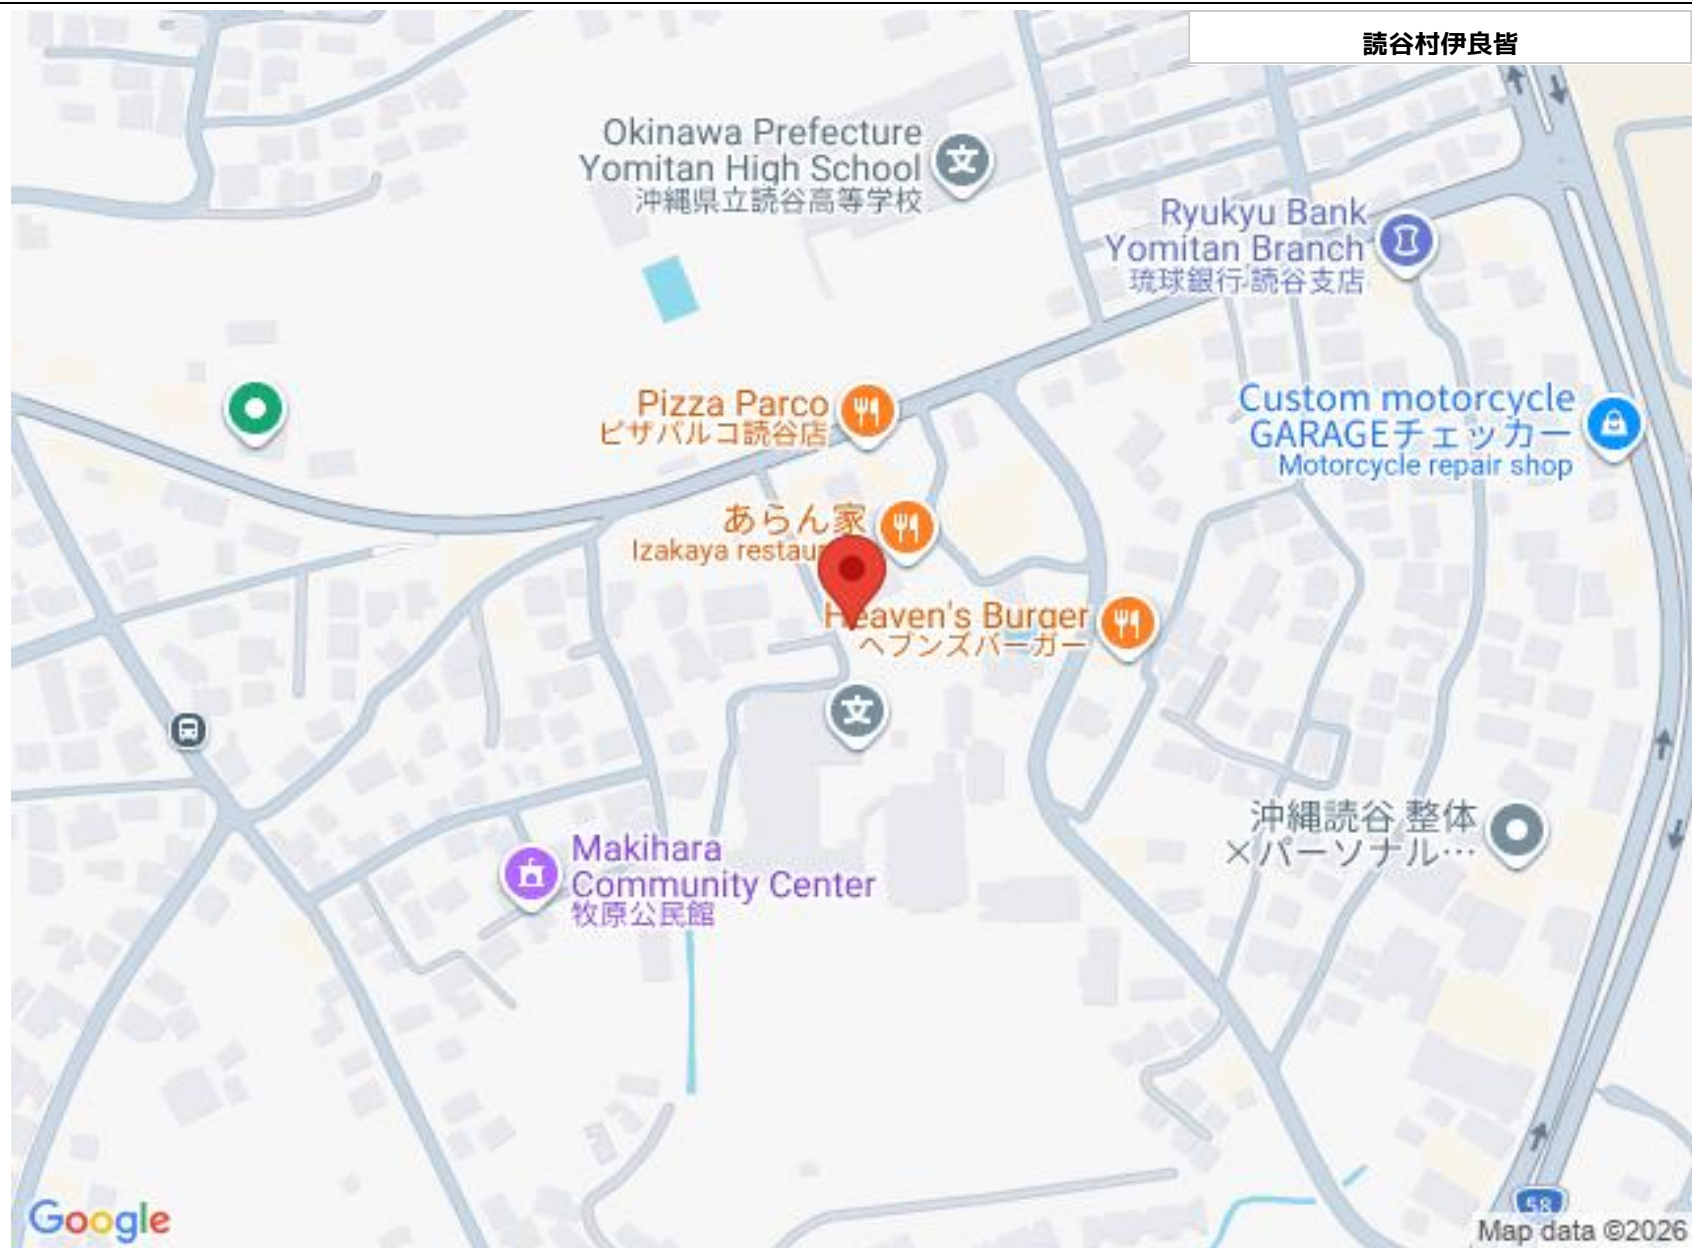 読谷村伊良皆
Okinawa Prefecture
Yomitan High School
沖縄県立読谷高等学校
文
Ryukyu Bank
Yomitan Branch
琉球銀行 読谷支店
Pizza Parco
ピザパルコ読谷店
Custom motorcycle
GARAGEチェッカー
Motorcycle repair shop
あらん家
Izakaya restau
Heaven's Burger
ヘブンズバーガー
文
沖縄読谷 整体
×パーソナル…
Makihara
Community Center
牧原公民館
58
Google
Map data ©2026